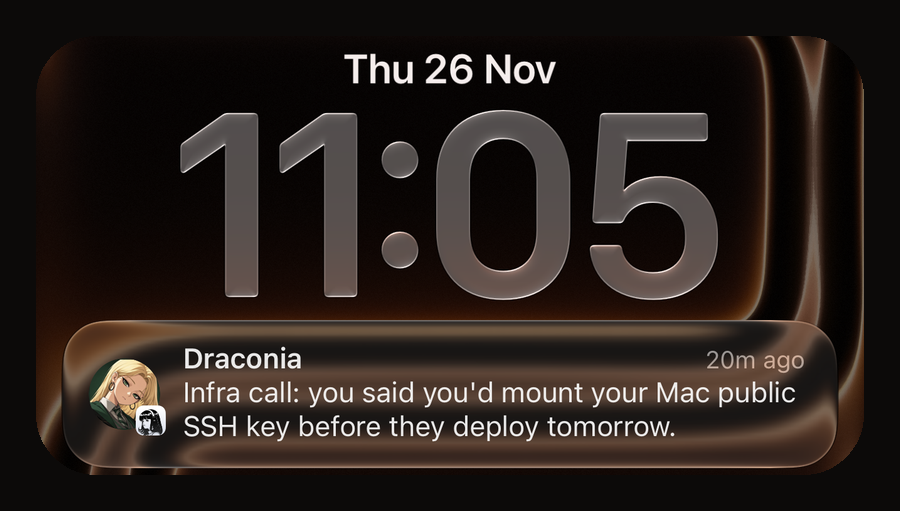 Thu 26 Nov
11:05
Draconia
20m ago
Infra call: you said you'd mount your Mac public
SSH key before they deploy tomorrow.